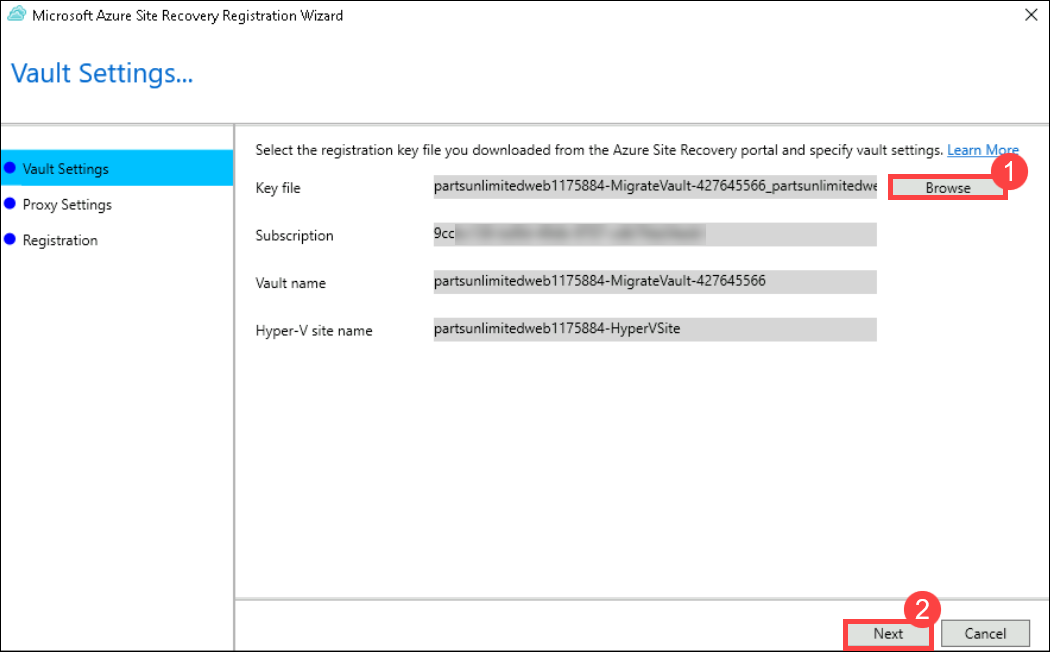 Microsoft Azure Site Recovery Registration Wizard
Vault Settings...
Vault Settings
Proxy Settings
Registration
Select the registration key file you downloaded from the Azure Site Recovery portal and specify vault settings. Learn More
1
Key file partsunlimitedweb1175884-MigrateVault-427645566_partsunlimitedwe Browse
Subscription 9cc
Vault name partsunlimitedweb1175884-MigrateVault-427645566
Hyper-V site name partsunlimitedweb1175884-HyperVSite
2
Next Cancel